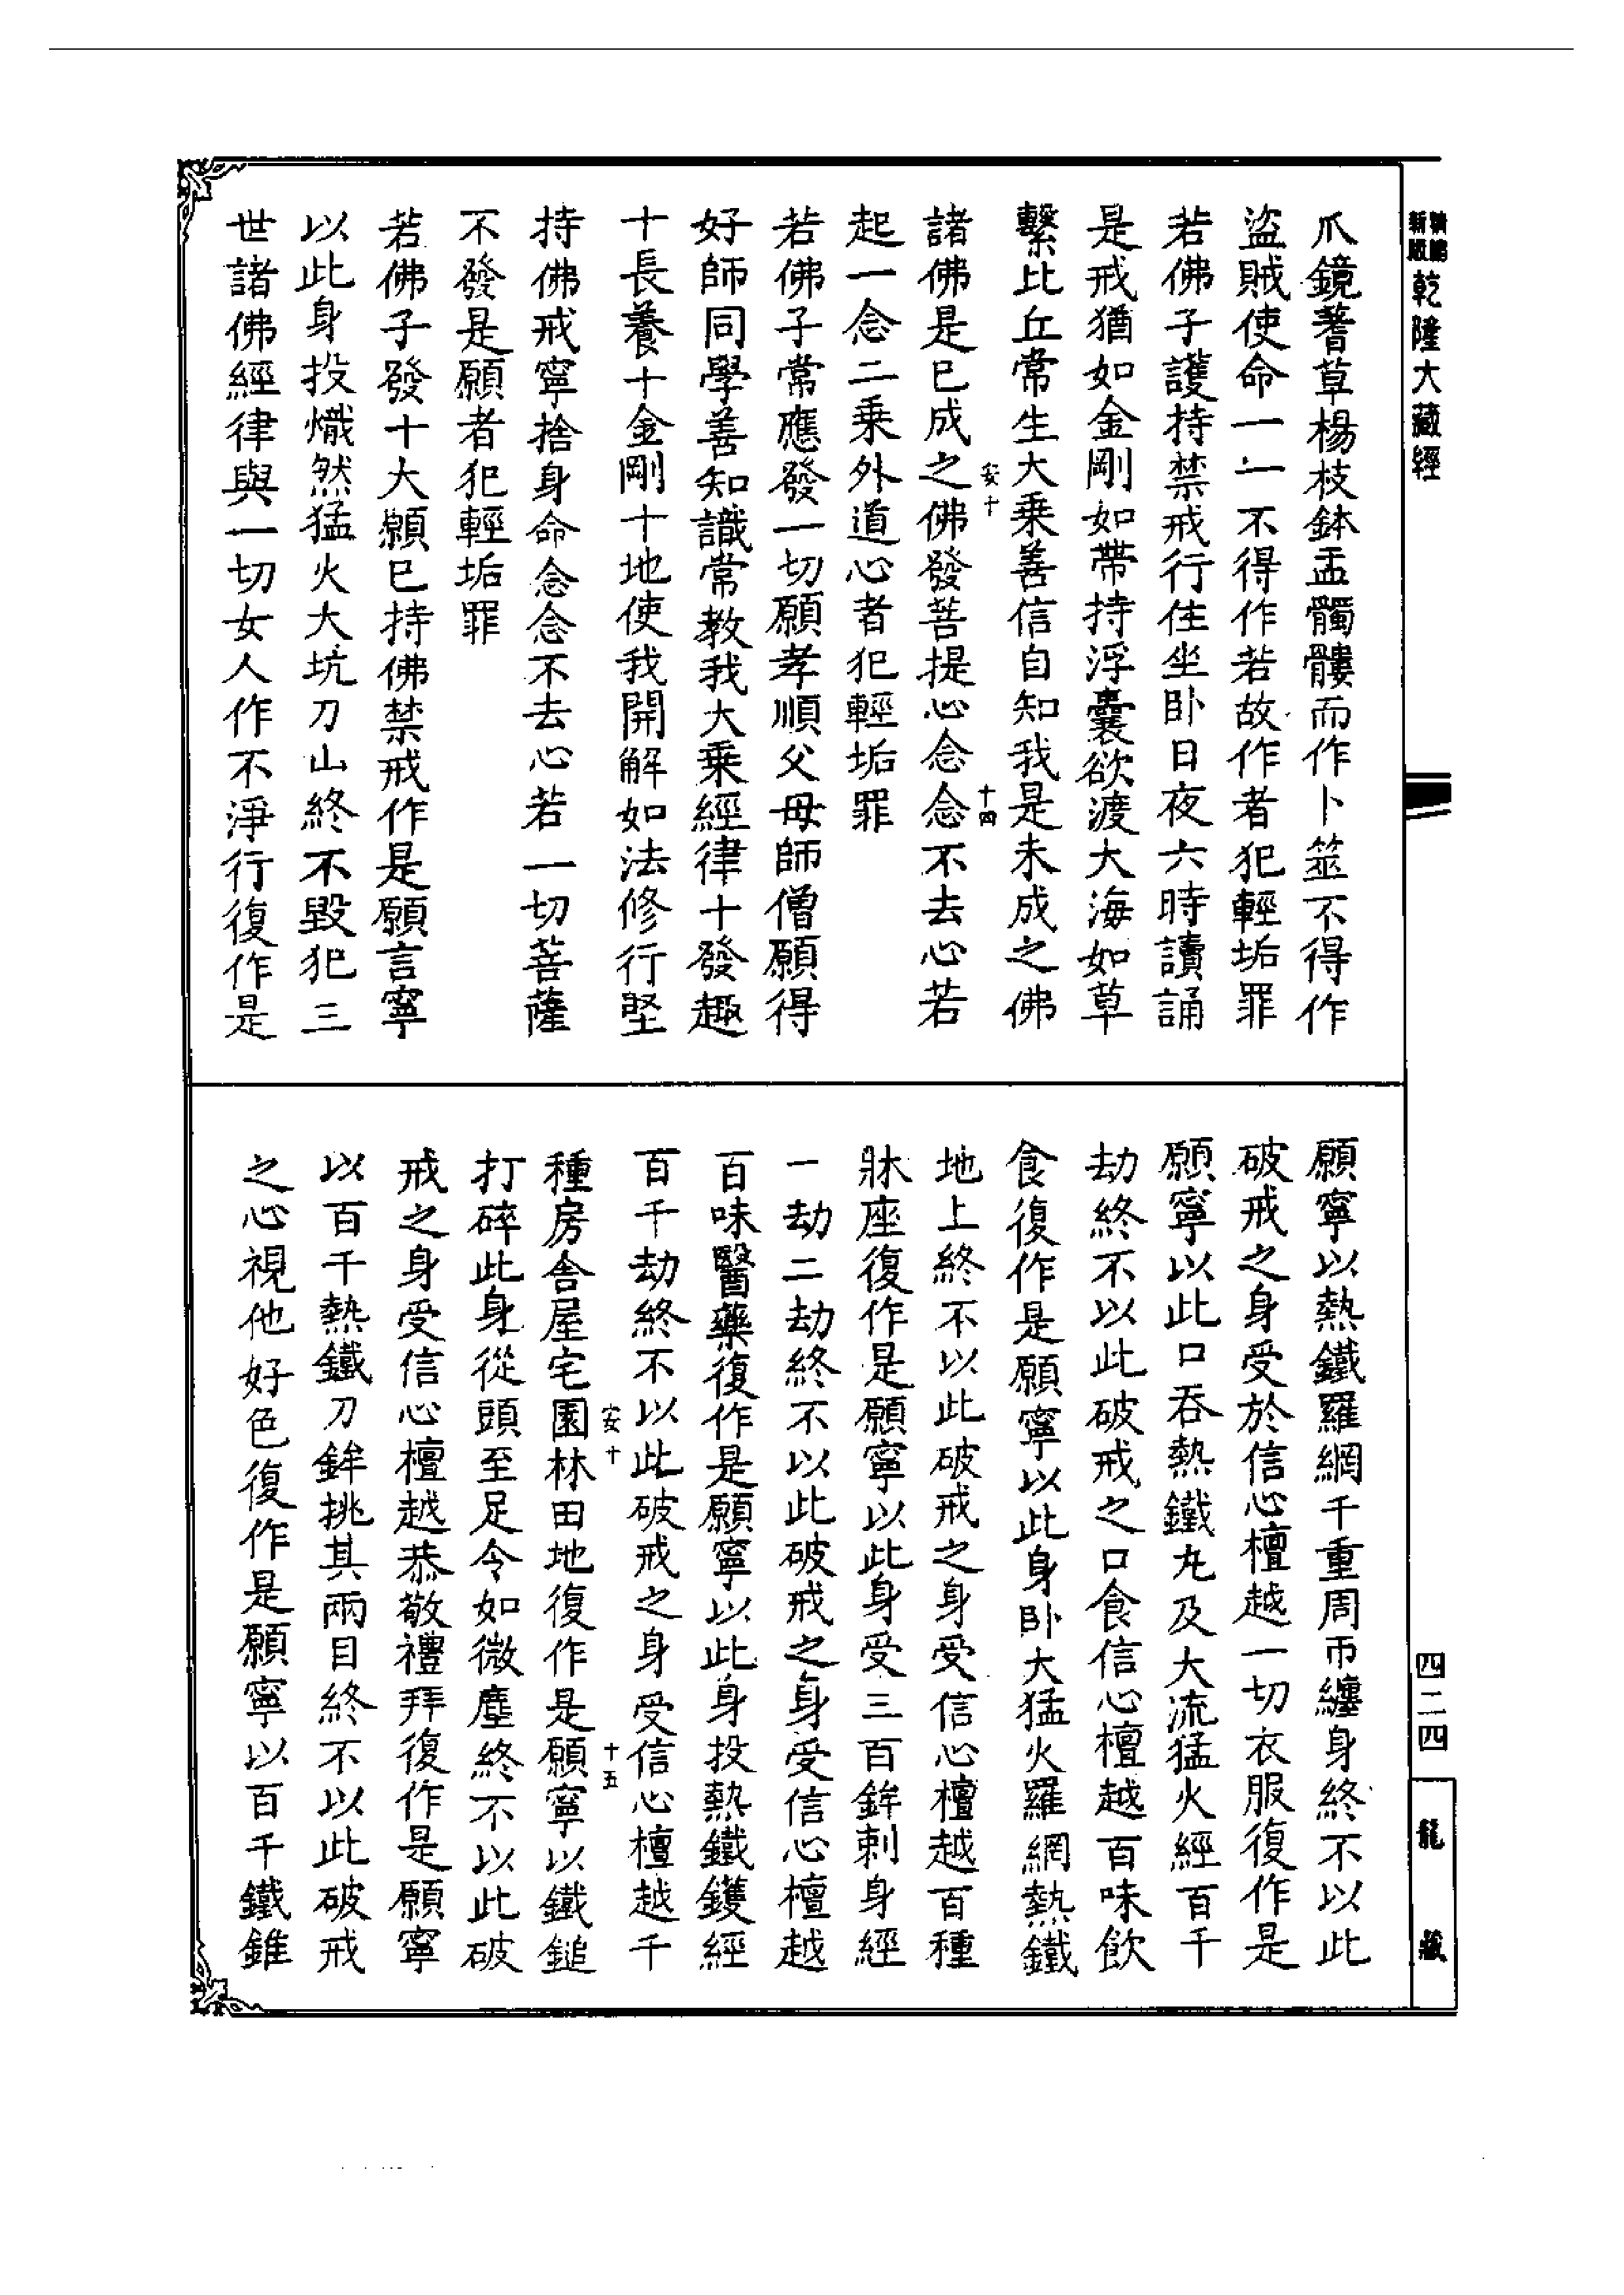 乾隆大藏經
爪鏡蓍草楊枝鉢盂髑髏而作卜筮不得作
盜賊使命一一不得作若故作者犯輕垢罪
若佛子護持禁戒行住坐卧日夜六時讀誦
是戒猶如金剛如帶持浮囊欲渡大海如草
繫比丘常生大乗善信自知我是未成之佛
安十 十四
諸佛是已成之佛發菩提心念念不去心若
起一念二乗外道心者犯輕垢罪
若佛子常應發一切願孝順父母師僧願得
好師同學善知識常教我大乗經律十發趣
十長養十金剛十地使我開解如法修行堅
持佛戒寧捨身命念念不去心若一切菩薩
不發是願者犯輕垢罪
若佛子發十大願已持佛禁戒作是願言寧
以此身投熾然猛火大坑刀山終不毀犯三
世諸佛經律與一切女人作不淨行復作是
願寧以熱鐵羅網千重周帀纏身終不以此
破戒之身受於信心檀越一切衣服復作是
願寧以此口吞熱鐵丸及大流猛火經百千
劫終不以此破戒之口食信心檀越百味飲
食復作是願寧以此身卧大猛火羅網熱鐵
地上終不以此破戒之身受信心檀越百種
牀座復作是願寧以此身受三百鉾刺身經
一劫二劫終不以此破戒之身受信心檀越
百味醫藥復作是願寧以此身投熱鐵鑊經
百千劫終不以此破戒之身受信心檀越千
安十 十五
種房舍屋宅園林田地復作是願寧以鐵鎚
打碎此身從頭至足令如微塵終不以此破
戒之身受信心檀越恭敬禮拜復作是願寧
以百千熱鐵刀鉾挑其兩目終不以此破戒
之心視他好色復作是願寧以百千鐵錐
四二四
龍藏